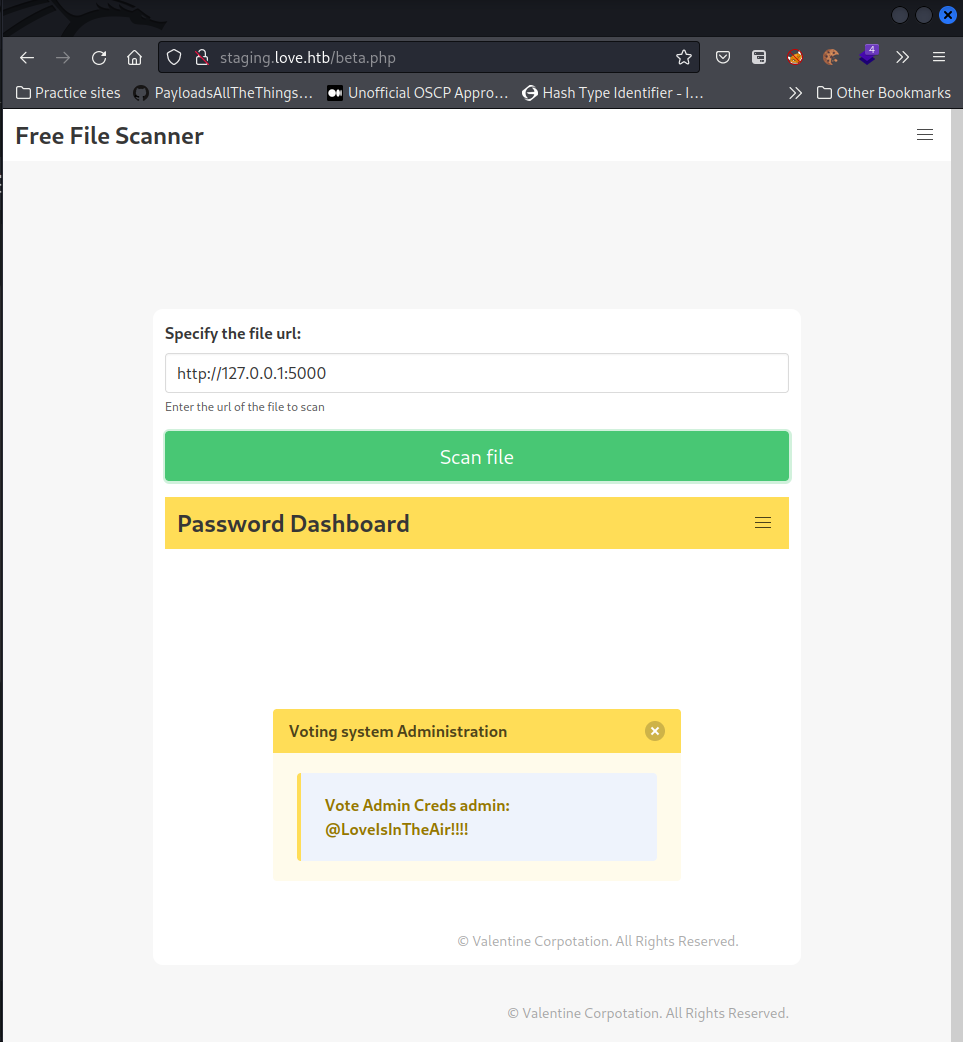 staging.love.htb/beta.php
4
Practice sites
PayloadsAllTheThings...
Unofficial OSCP Appro...
Hash Type Identifier - I...
Other Bookmarks
Free File Scanner
Specify the file url:
http://127.0.0.1:5000
Enter the url of the file to scan
Scan file
Password Dashboard
Voting system Administration
Vote Admin Creds admin:
@LoveIsInTheAir!!!!
© Valentine Corpotation. All Rights Reserved.
© Valentine Corpotation. All Rights Reserved.